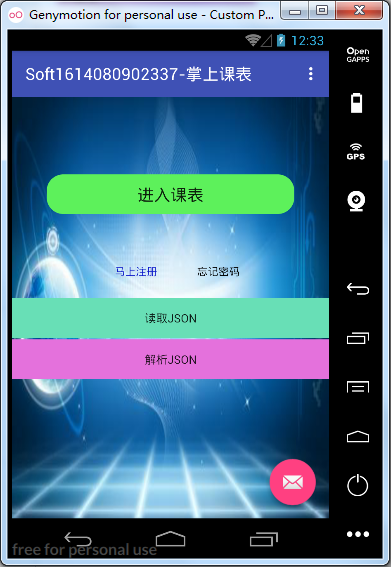 Genymotion for personal use - Custom P...
12:33
Open
GAPPS
Soft1614080902337-掌上课表
GPS
进入课表
马上注册 忘记密码
读取JSON
解析JSON
free for personal use